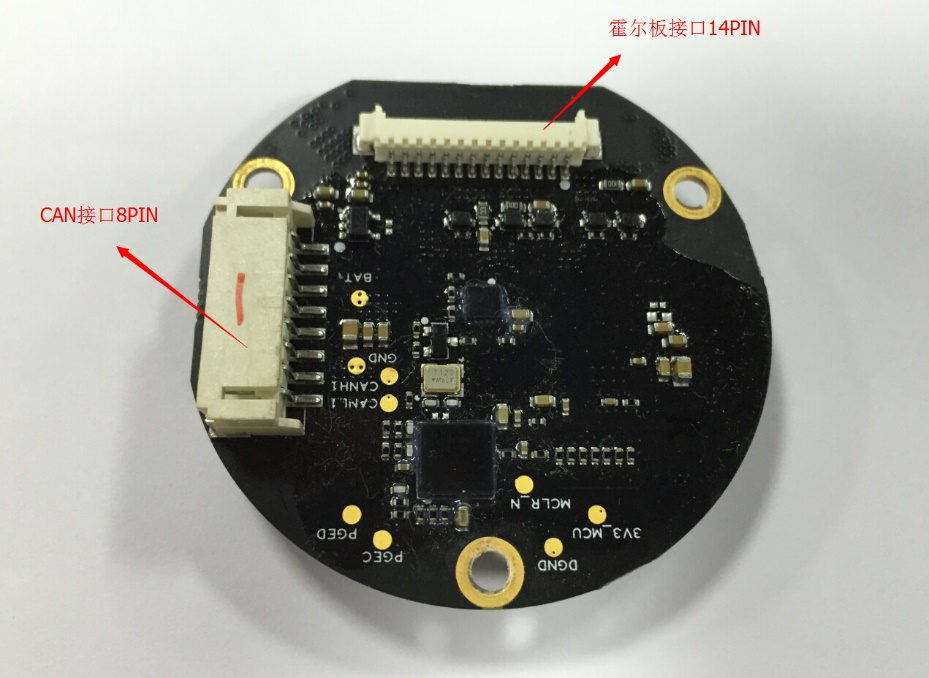 霍尔板接口14PIN
CAN接口8PIN
BAT1
GND
CANH1
CANL1
MCLR_N
3V3_MCU
PGED
PGEC
DGND